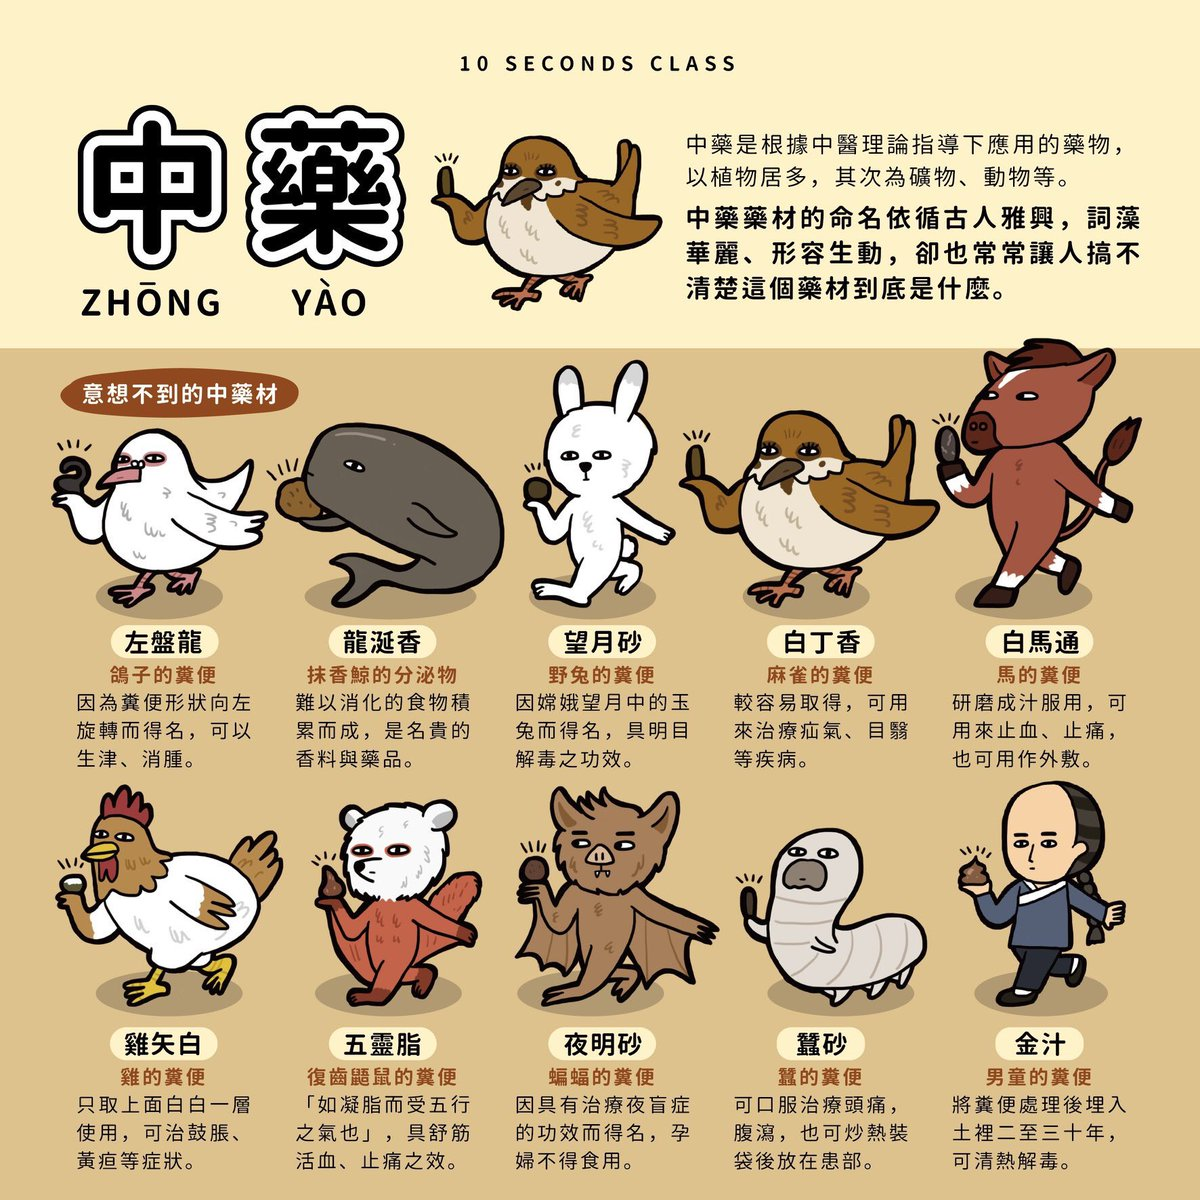 10 SECONDS CLASS
中藥
ZHŌNG YÀO
中藥是根據中醫理論指導下應用的藥物，
以植物居多，其次為礦物、動物等。
中藥藥材的命名依循古人雅興，詞藻
華麗、形容生動，卻也常常讓人搞不
清楚這個藥材到底是什麼。
意想不到的中藥材
左盤龍
鴿子的糞便
因為糞便形狀向左
旋轉而得名，可以
生津、消腫。
龍涎香
抹香鯨的分泌物
難以消化的食物積
累而成，是名貴的
香料與藥品。
望月砂
野兔的糞便
因嫦娥望月中的玉
兔而得名，具明目
解毒之功效。
白丁香
麻雀的糞便
較容易取得，可用
來治療疝氣、目翳
等疾病。
白馬通
馬的糞便
研磨成汁服用，可
用來止血、止痛，
也可用作外敷。
雞矢白
雞的糞便
只取上面白白一層
使用，可治鼓脹、
黃疸等症狀。
五靈脂
復齒鼯鼠的糞便
「如凝脂而受五行
之氣也」，具舒筋
活血、止痛之效。
夜明砂
蝙蝠的糞便
因具有治療夜盲症
的功效而得名，孕
婦不得食用。
蠶砂
蠶的糞便
可口服治療頭痛，
腹瀉，也可炒熱裝
袋後放在患部。
金汁
男童的糞便
將糞便處理後埋入
土裡二至三十年，
可清熱解毒。